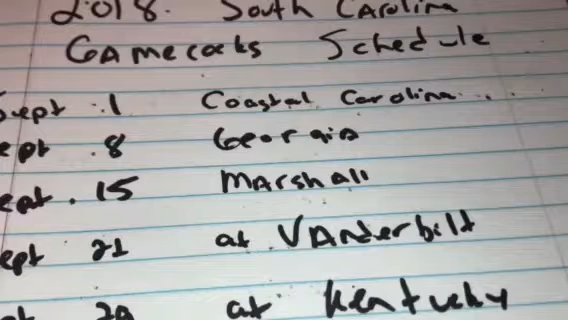 2018. South Carolina
Gamecocks Schedule
Sept .1 Coastal Carolina...
ept .8 Georgia
ept. 15 Marshall
ept 21 at Vanderbilt
at Kentucky